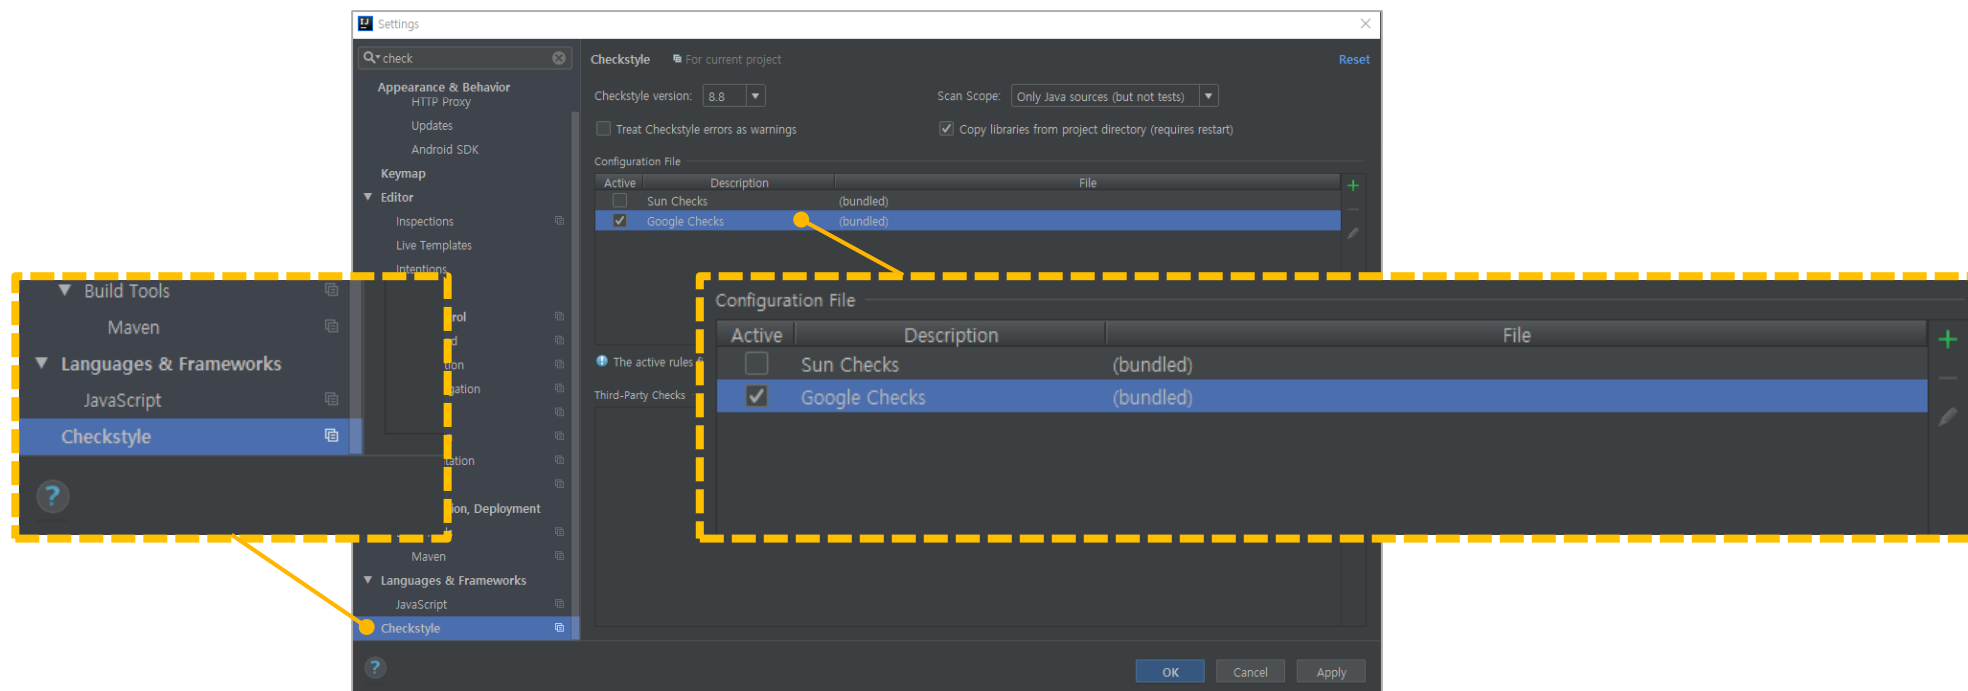 Settings
check
Appearance & Behavior
HTTP Proxy
Updates
Android SDK
Keymap
Editor
Inspections
Live Templates
Intentions
rol
d
tion
gation
tation
ion, Deployment
Maven
Languages & Frameworks
JavaScript
Checkstyle
Checkstyle
For current project
Reset
Checkstyle version: 8.8
Scan Scope: Only Java sources (but not tests)
Treat Checkstyle errors as warnings
Copy libraries from project directory (requires restart)
Configuration File
Active Description File
Sun Checks (bundled)
Google Checks (bundled)
The active rules
Third-Party Checks
OK Cancel Apply
?
Build Tools
Maven
Languages & Frameworks
JavaScript
Checkstyle
?
Configuration File
Active Description File
Sun Checks (bundled)
Google Checks (bundled)